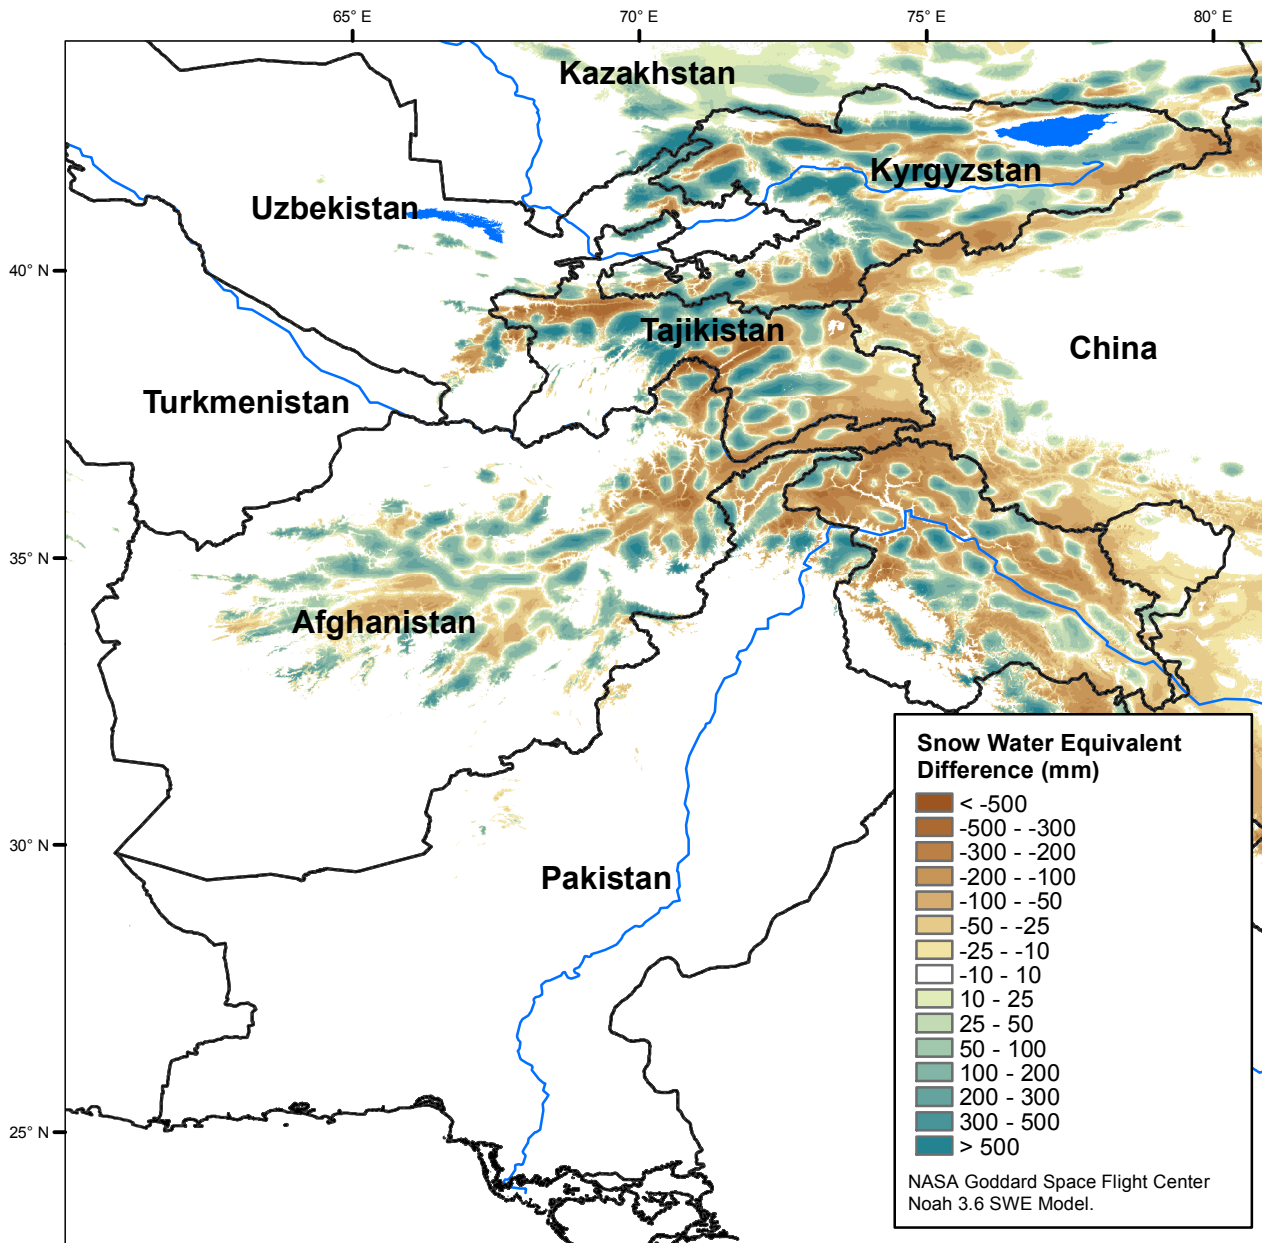 65° E
70° E
75° E
80° E
Kazakhstan
Kyrgyzstan
Uzbekistan
40° N
Tajikistan
China
Turkmenistan
35° N
Afghanistan
Snow Water Equivalent
Difference (mm)
< -500
-500 - -300
-300 - -200
-200 - -100
-100 - -50
-50 - -25
-25 - -10
-10 - 10
10 - 25
25 - 50
50 - 100
100 - 200
200 - 300
300 - 500
> 500
NASA Goddard Space Flight Center
Noah 3.6 SWE Model.
30° N
Pakistan
25° N